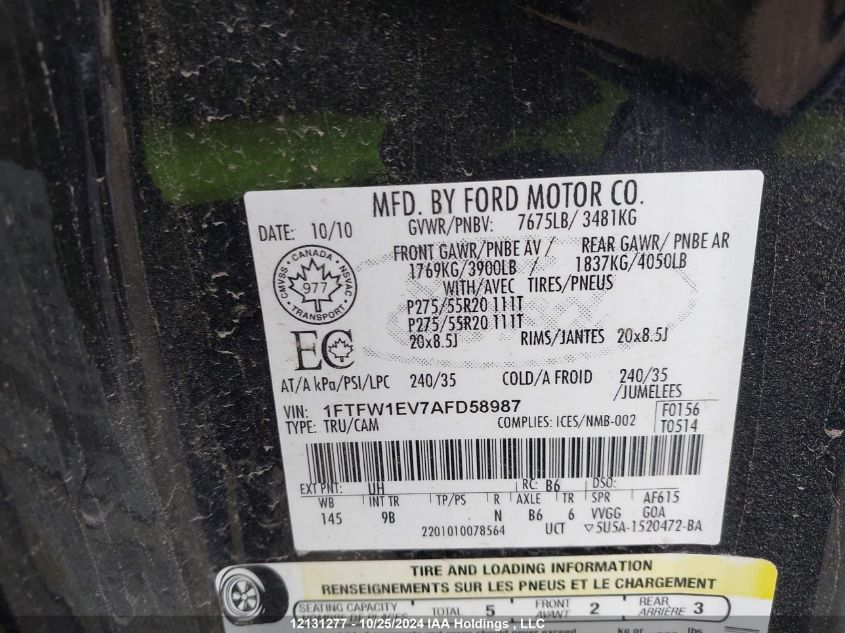 MFD. BY FORD MOTOR CO.
DATE: 10/10 GVWR/PNBV: 7675LB/ 3481KG
FRONT GAWR/PNBE AV / REAR GAWR/ PNBE AR
1769KG/3900LB / 1837KG/4050LB
WITH/AVEC TIRES/PNEUS
P275/55R20 111T
P275/55R20 111T
20x8.5J RIMS/JANTES 20x8.5J
CANADA
CMVSS NSVAC
977
TRANSPORT
EC
AT/A kPa/PSI/LPC 240/35 COLD/A FROID 240/35
/JUMELEES
VIN: 1FTFW1EV7AFD58987 F0156
TYPE: TRU/CAM COMPLIES: ICES/NMB-002 T0514
EXT PNT: UH RC: B6 DSO:
WB INT TR TP/PS R AXLE TR SPR AF615
145 9B N B6 6 VVGG GOA
2201010078564 UCT ▽5U5A-1520472-BA
TIRE AND LOADING INFORMATION
RENSEIGNEMENTS SUR LES PNEUS ET LE CHARGEMENT
SEATING CAPACITY TOTAL 5 FRONT 2 REAR 3
AVANT ARRIÈRE
kg or lbs
12131277 - 10/25/2024 IAA Holdings, LLC